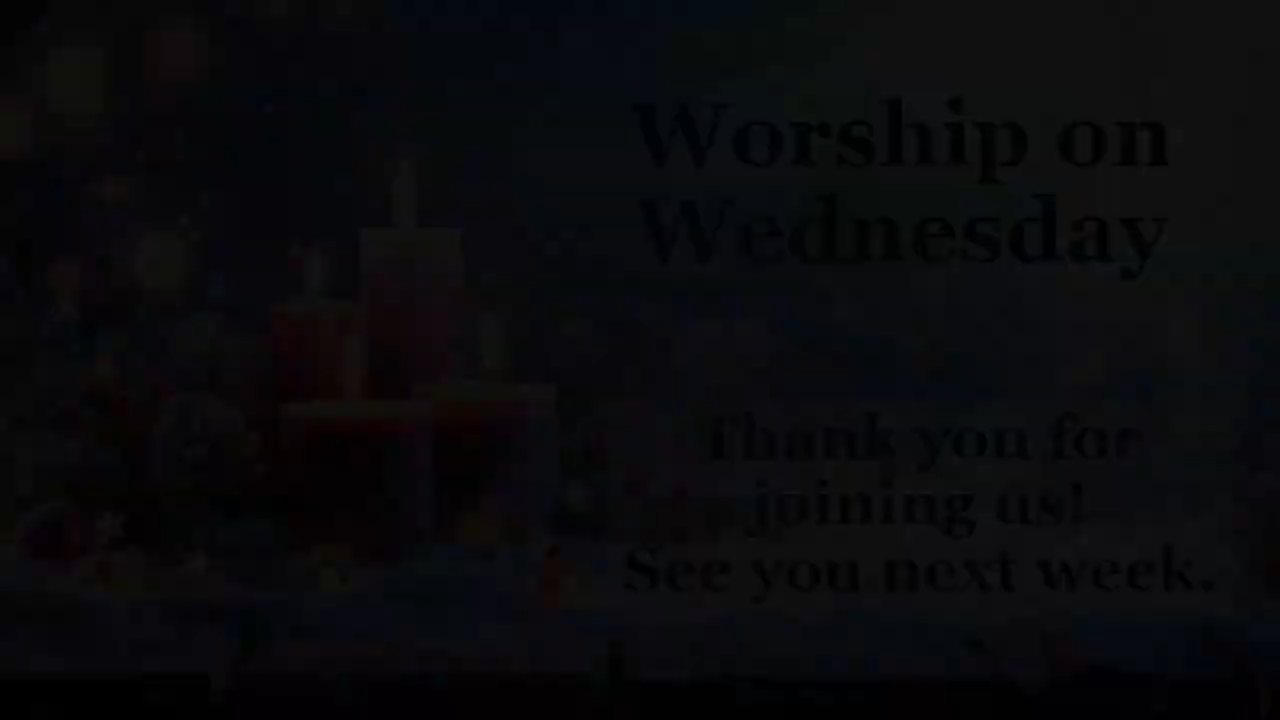 Worship on
Wednesday
Thank you for
joining us!
See you next week.